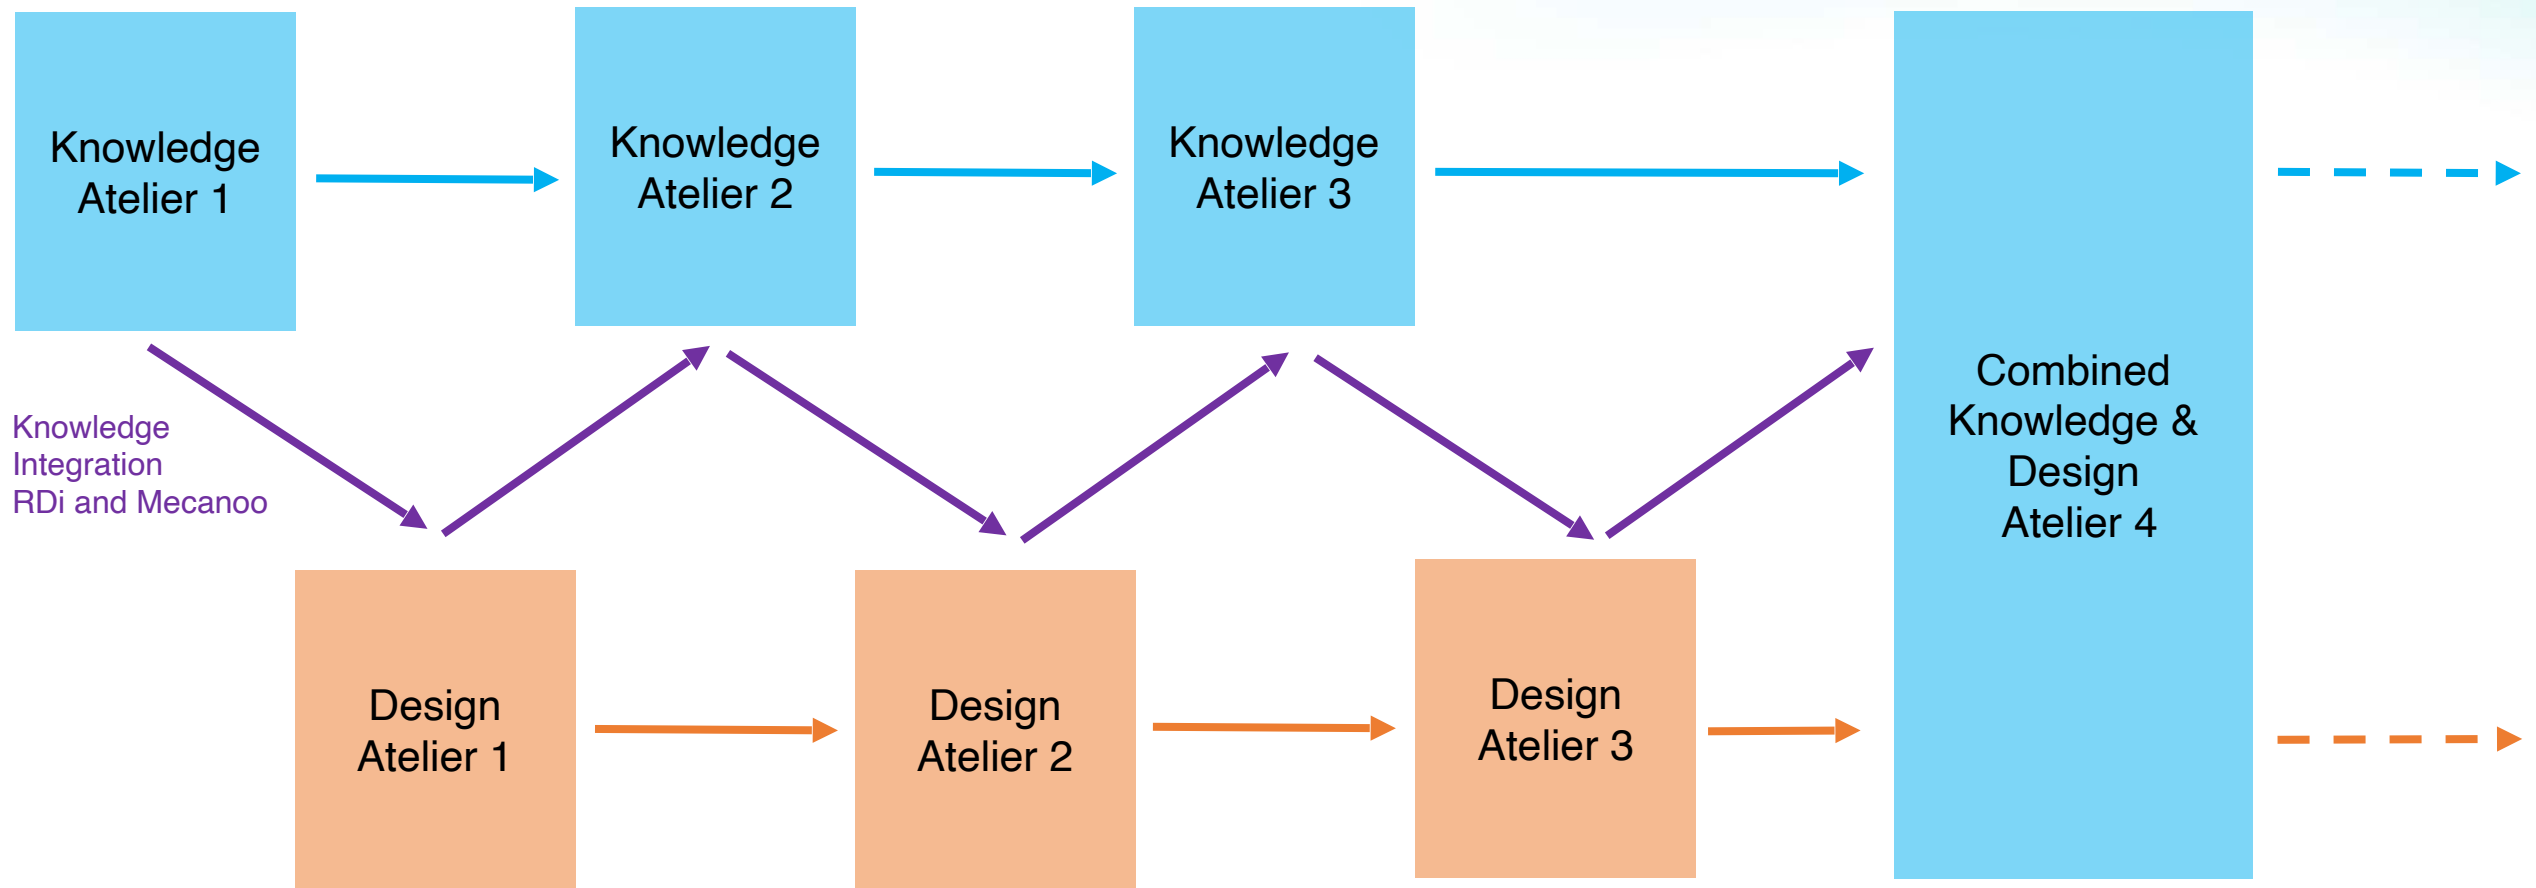 Knowledge
Atelier 1
Knowledge
Atelier 2
Knowledge
Atelier 3
Combined
Knowledge &
Design
Atelier 4
Knowledge
Integration
RDi and Mecanoo
Design
Atelier 1
Design
Atelier 2
Design
Atelier 3